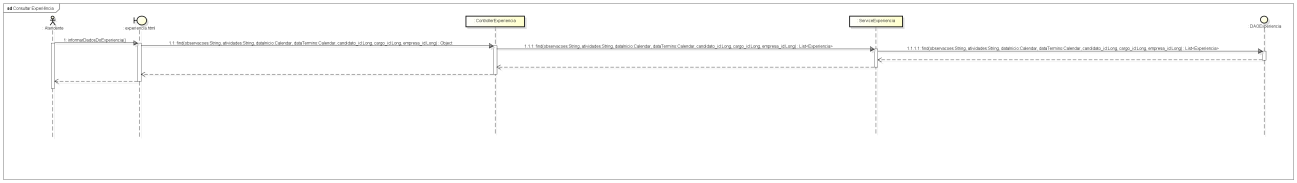 sd Consultar Experiência
Atendente
experiencia.html
ControllerExperiencia
ServiceExperiencia
DAOExperiencia
1: informarDadosDoExperiencia()
1.1: find(observacoes:String, atividades:String, dataInicio:Calendar, dataTermino:Calendar, candidato_id:Long, cargo_id:Long, empresa_id:Long) : Object
1.1.1: find(observacoes:String, atividades:String, dataInicio:Calendar, dataTermino:Calendar, candidato_id:Long, cargo_id:Long, empresa_id:Long) : List<Experiencia>
1.1.1.1: find(observacoes:String, atividades:String, dataInicio:Calendar, dataTermino:Calendar, candidato_id:Long, cargo_id:Long, empresa_id:Long) : List<Experiencia>